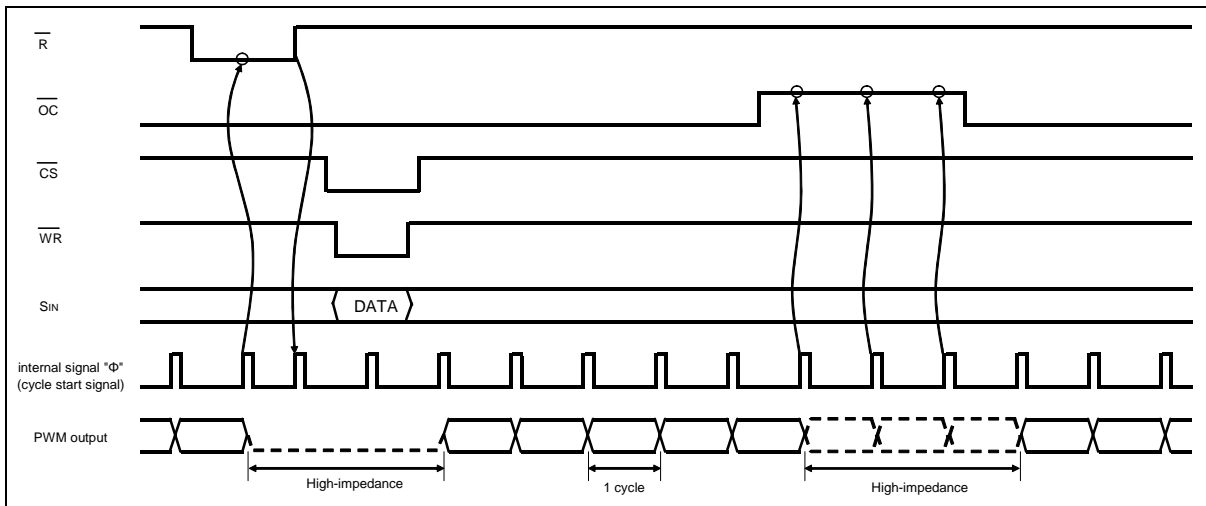 R
OC
CS
WR
SIN
DATA
internal signal "Φ"
(cycle start signal)
PWM output
High-impedance
1 cycle
High-impedance